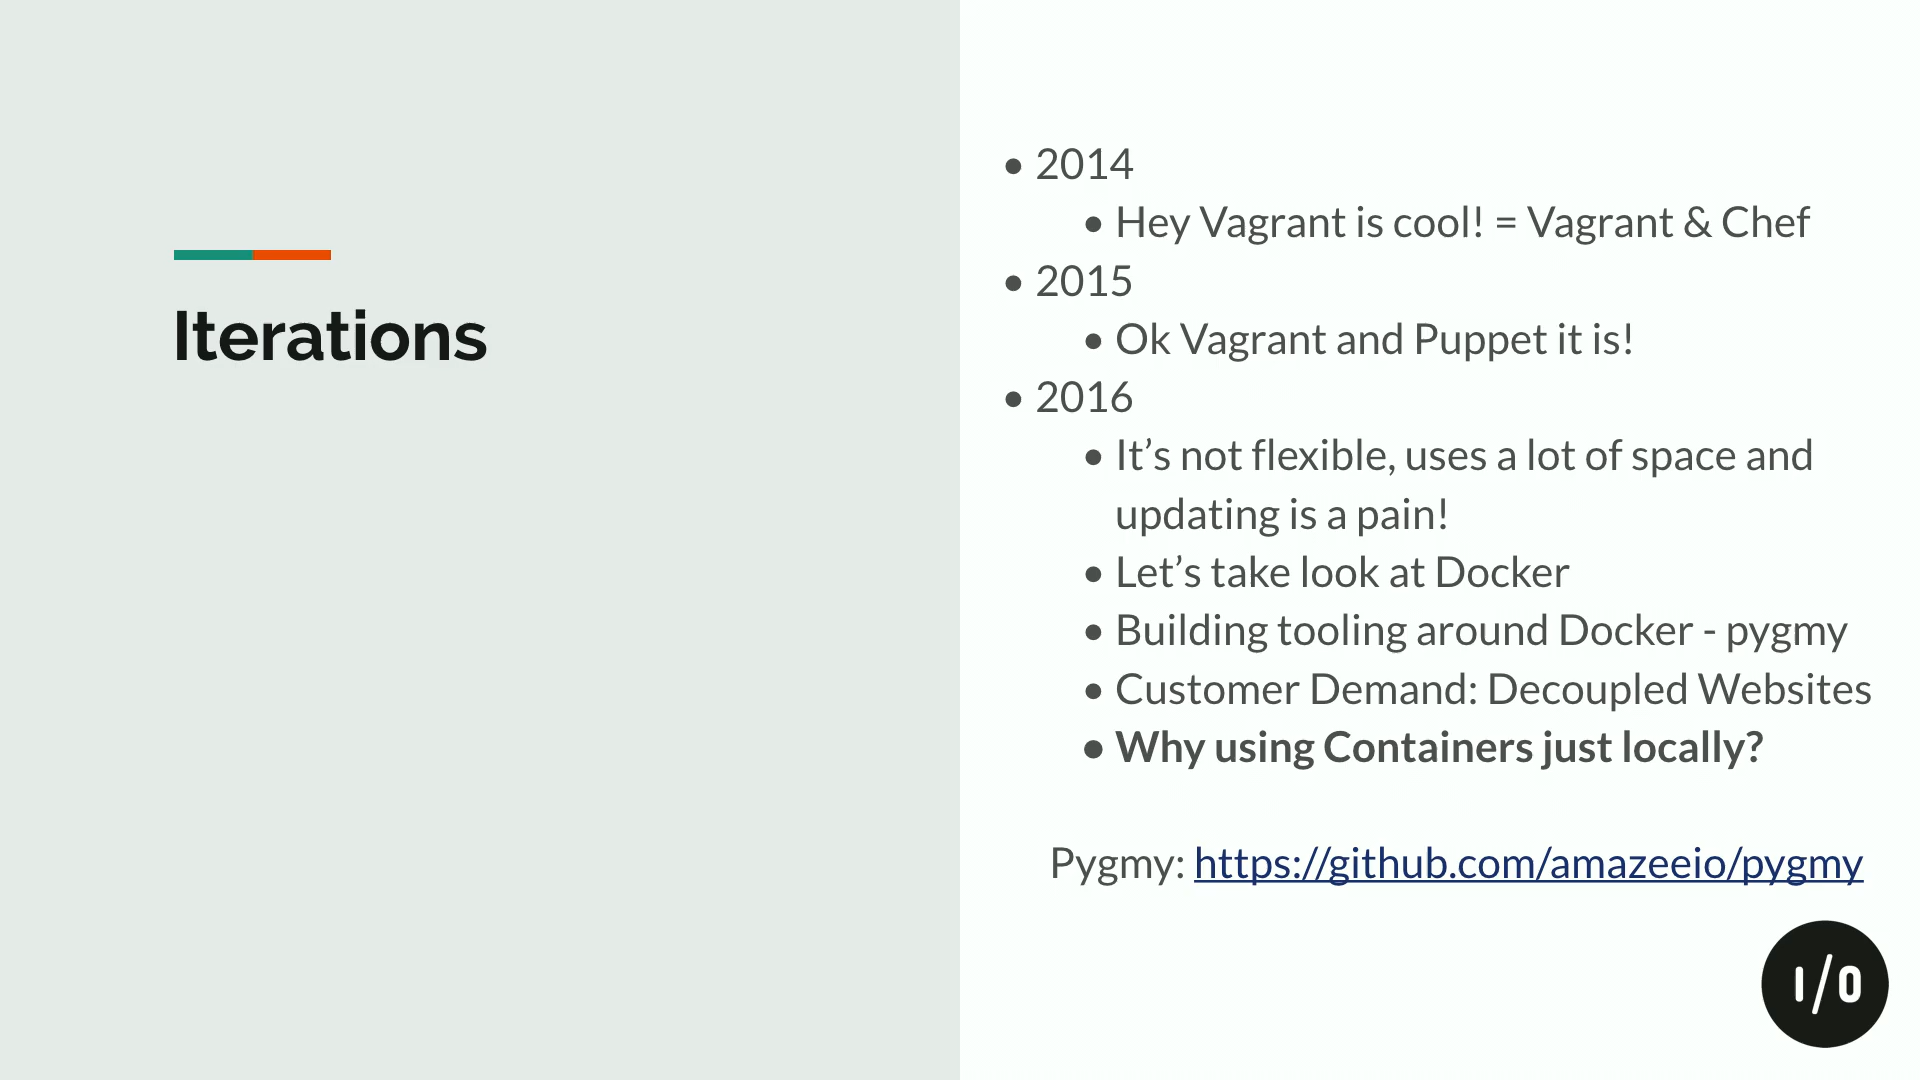 Iterations
● 2014
● Hey Vagrant is cool! = Vagrant & Chef
● 2015
● Ok Vagrant and Puppet it is!
● 2016
● It’s not flexible, uses a lot of space and
updating is a pain!
● Let’s take look at Docker
● Building tooling around Docker - pygmy
● Customer Demand: Decoupled Websites
● Why using Containers just locally?
Pygmy: https://github.com/amazeeio/pygmy
I/O